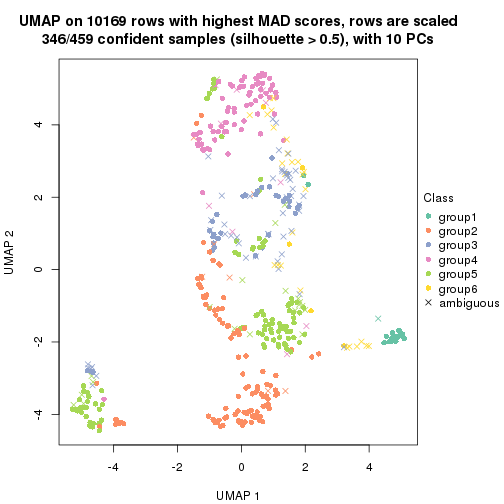 UMAP on 10169 rows with highest MAD scores, rows are scaled
346/459 confident samples (silhouette > 0.5), with 10 PCs
4
2
0
-2
-4
UMAP 2
-4
-2
0
2
4
UMAP 1
Class
group1
group2
group3
group4
group5
group6
ambiguous